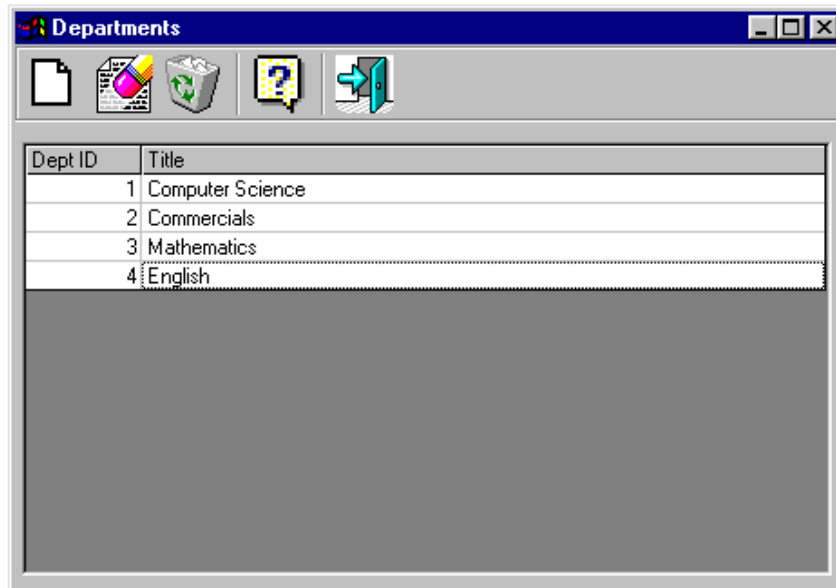 Departments
Dept ID Title
1 Computer Science
2 Commercials
3 Mathematics
4 English